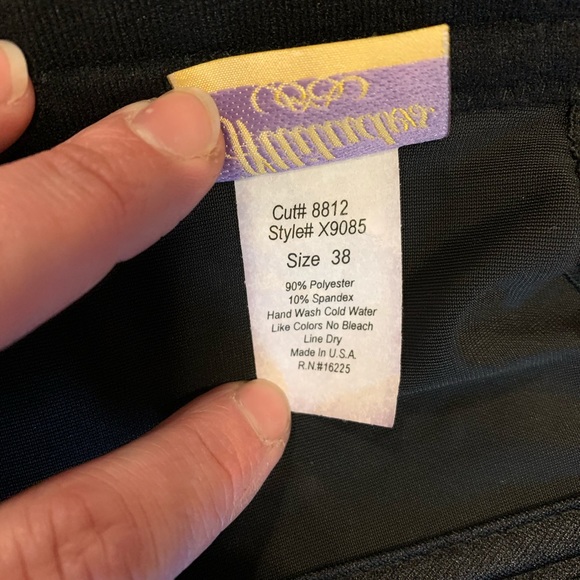 Cut# 8812
Style# X9085
Size 38
90% Polyester
10% Spandex
Hand Wash Cold Water
Like Colors No Bleach
Line Dry
Made In U.S.A.
R.N.#16225